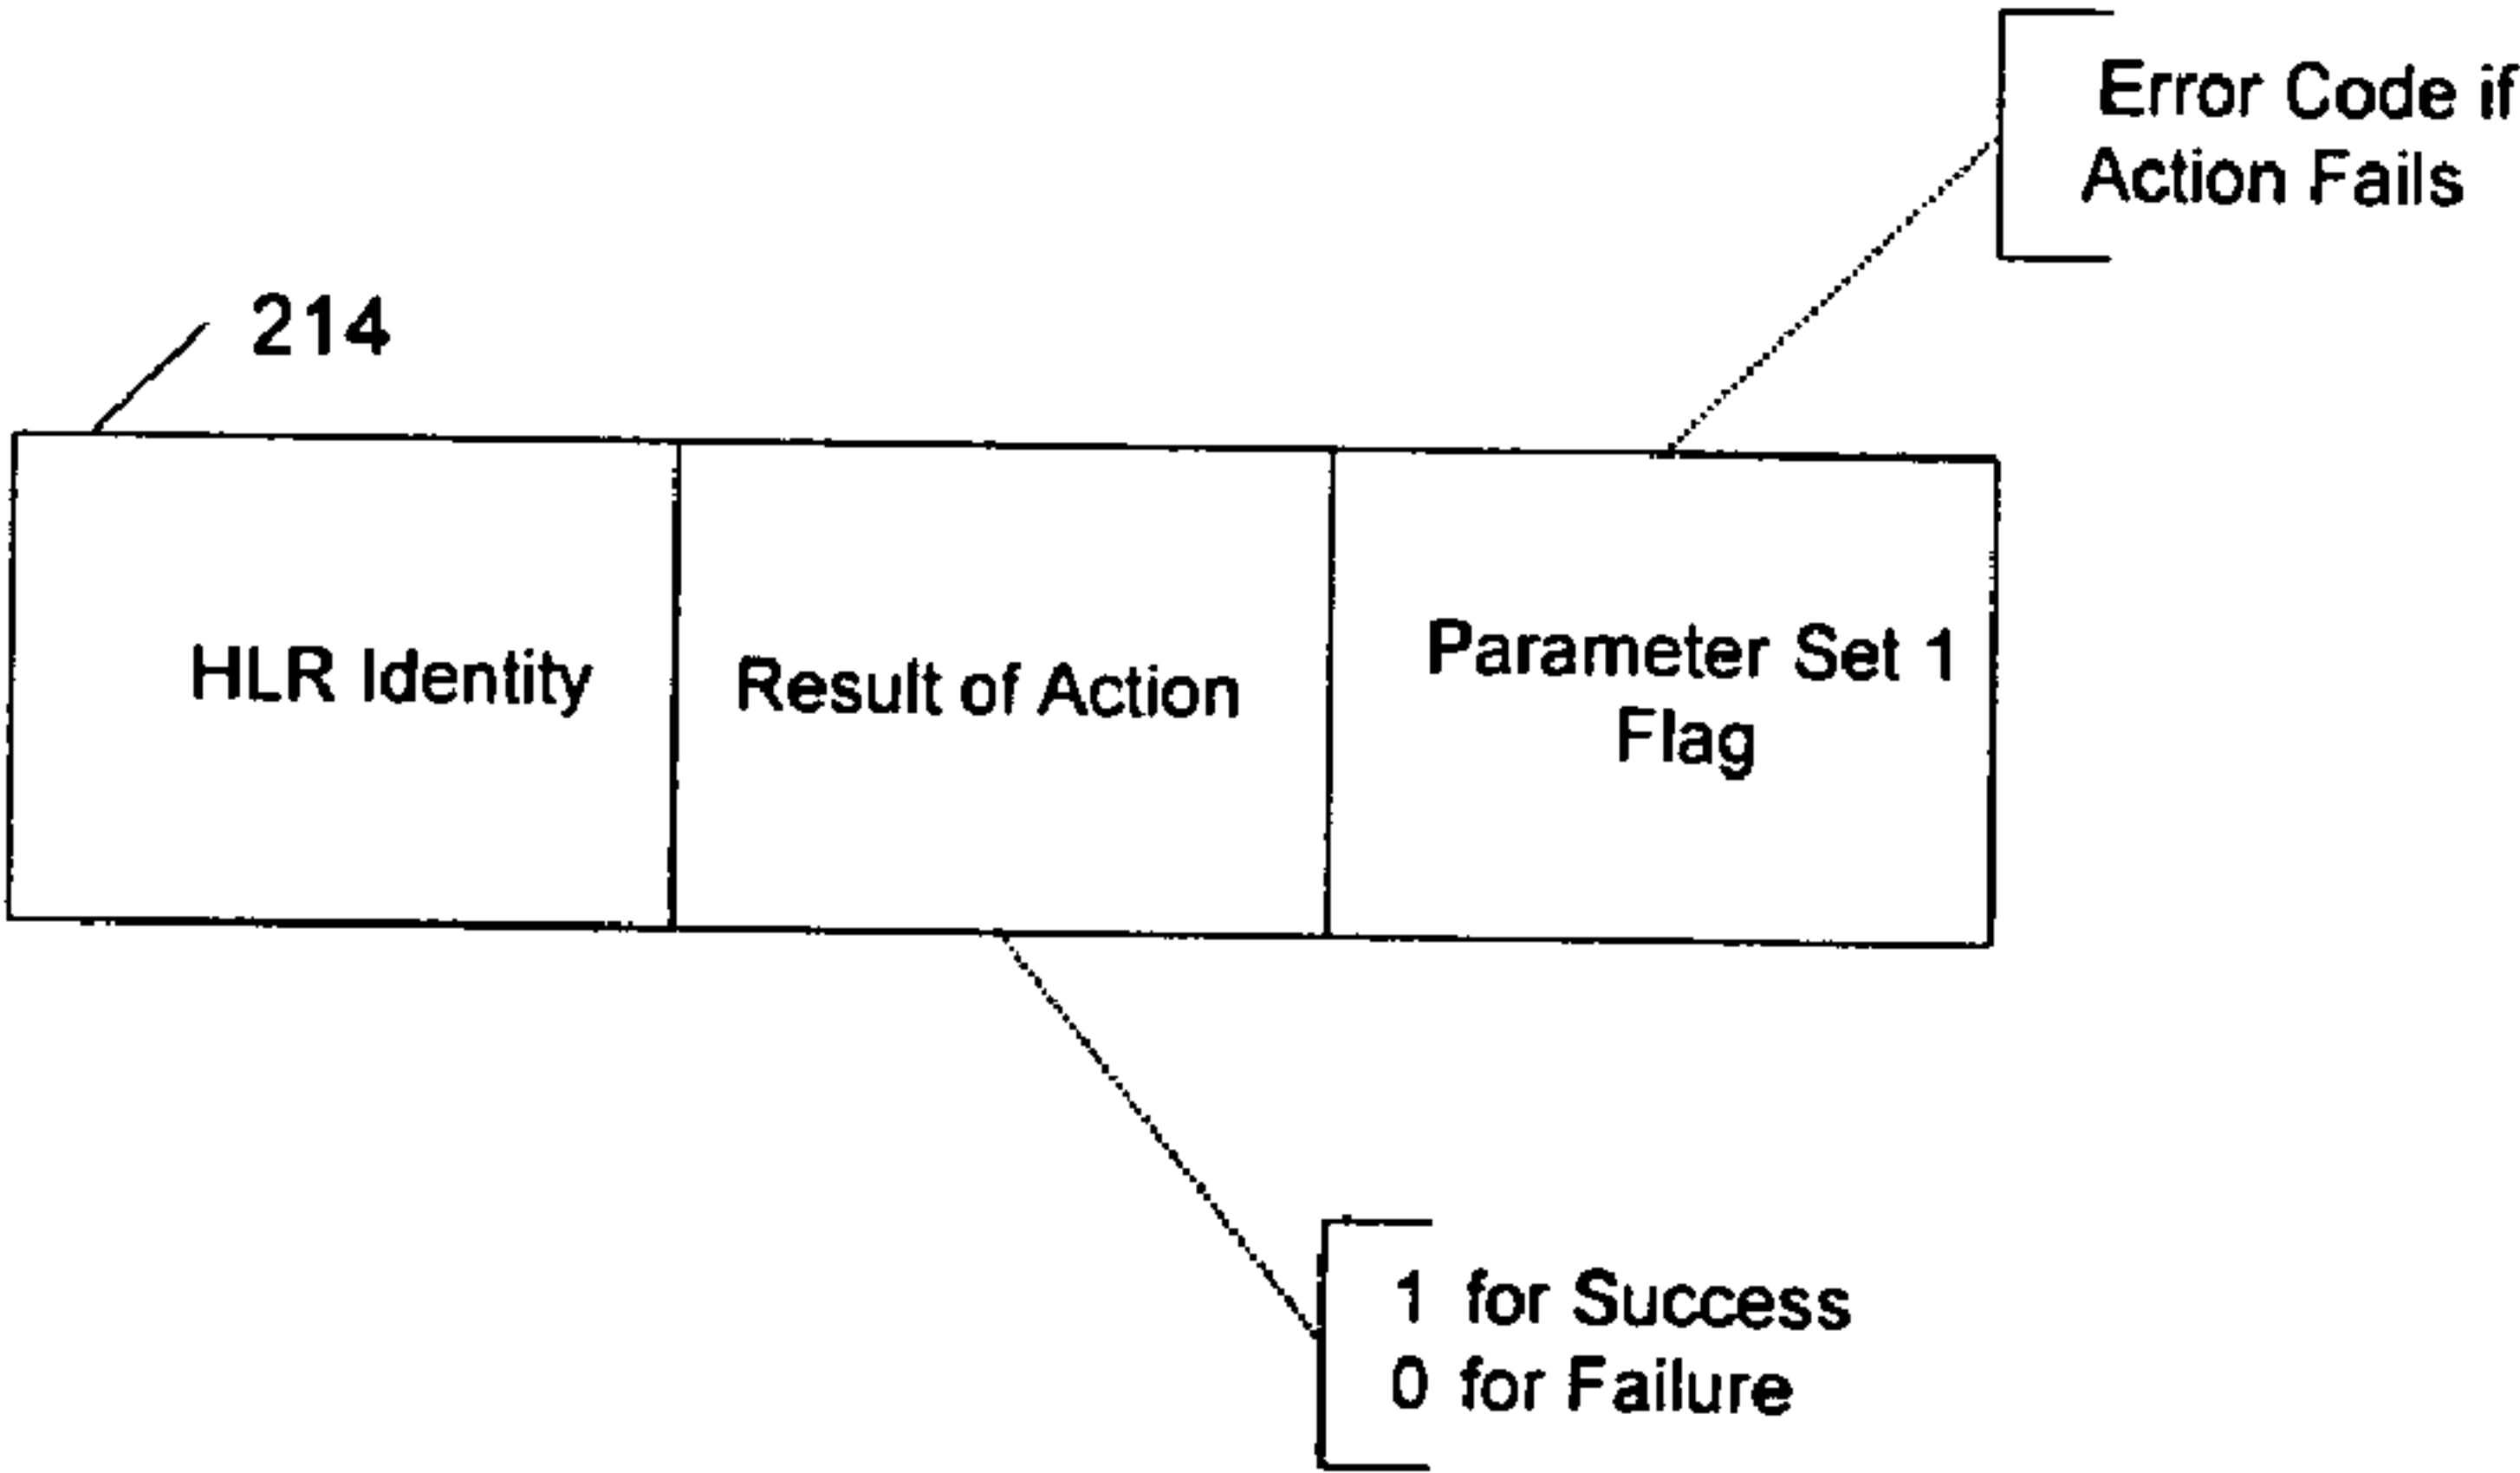 Error Code if
Action Fails
214
HLR Identity
Result of Action
Parameter Set 1
Flag
1 for Success
0 for Failure